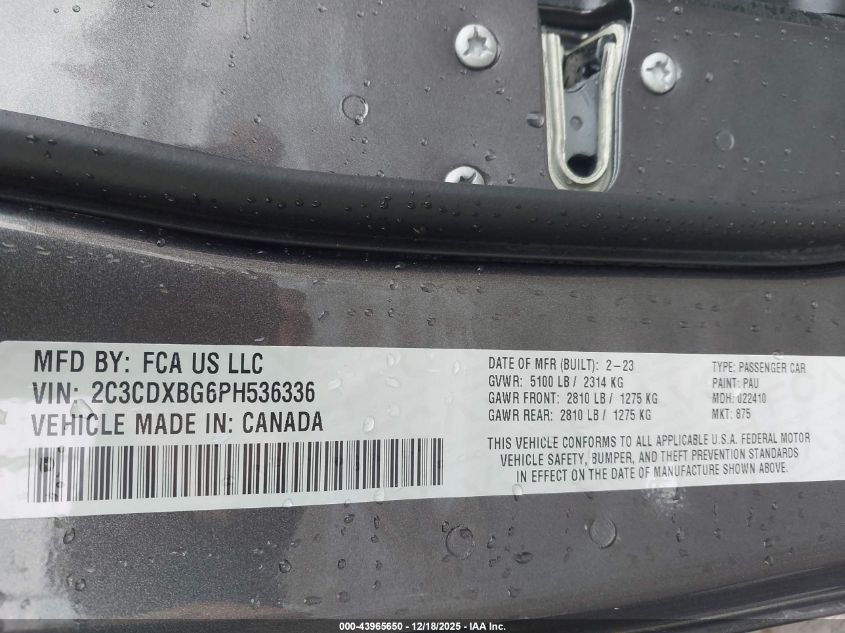 MFD BY: FCA US LLC
VIN: 2C3CDXBG6PH536336
VEHICLE MADE IN: CANADA
DATE OF MFR (BUILT): 2-23
GVWR: 5100 LB / 2314 KG
GAWR FRONT: 2810 LB / 1275 KG
GAWR REAR: 2810 LB / 1275 KG
TYPE: PASSENGER CAR
PAINT: PAU
MDH: 022410
MKT: 875
THIS VEHICLE CONFORMS TO ALL APPLICABLE U.S.A. FEDERAL MOTOR
VEHICLE SAFETY, BUMPER, AND THEFT PREVENTION STANDARDS
IN EFFECT ON THE DATE OF MANUFACTURE SHOWN ABOVE.
000-43965650 - 12/18/2025 - IAA Inc.